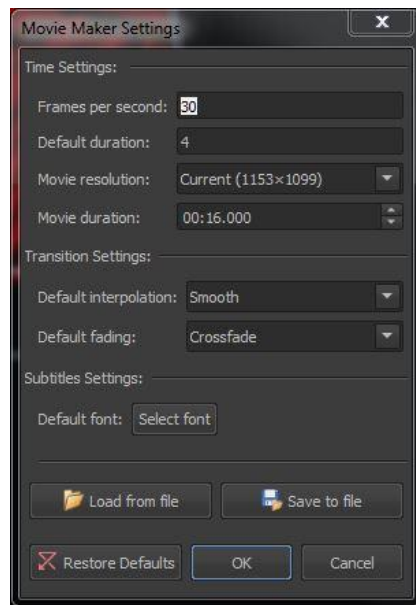 Movie Maker Settings
Time Settings:
Frames per second: 30
Default duration: 4
Movie resolution: Current (1153×1099)
Movie duration: 00:16.000
Transition Settings:
Default interpolation: Smooth
Default fading: Crossfade
Subtitles Settings:
Default font: Select font
Load from file Save to file
Restore Defaults OK Cancel